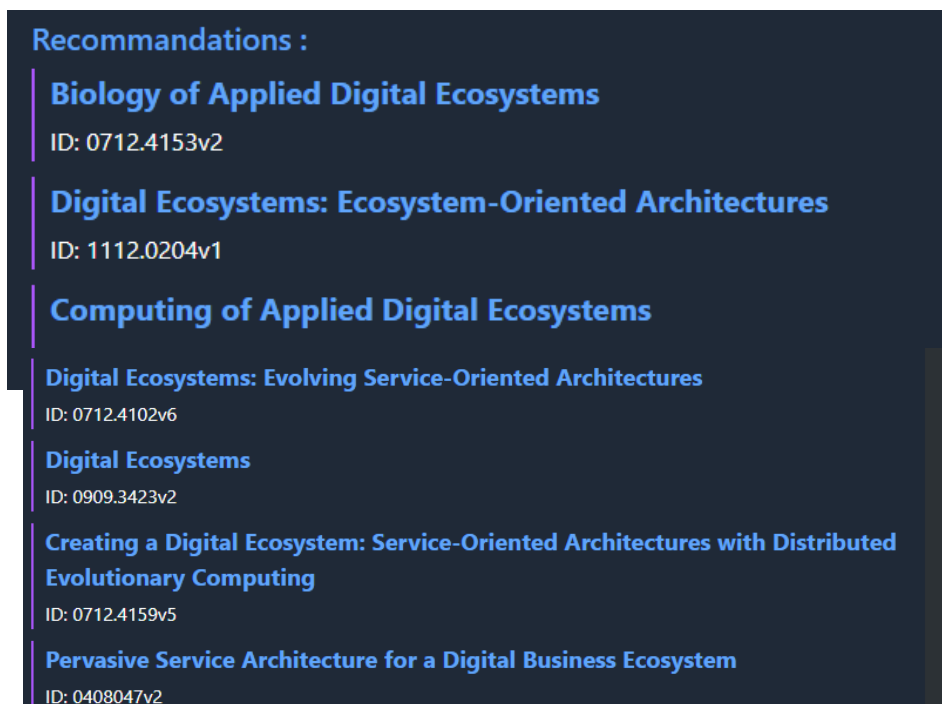 Recommandations :
Biology of Applied Digital Ecosystems
ID: 0712.4153v2
Digital Ecosystems: Ecosystem-Oriented Architectures
ID: 1112.0204v1
Computing of Applied Digital Ecosystems
Digital Ecosystems: Evolving Service-Oriented Architectures
ID: 0712.4102v6
Digital Ecosystems
ID: 0909.3423v2
Creating a Digital Ecosystem: Service-Oriented Architectures with Distributed
Evolutionary Computing
ID: 0712.4159v5
Pervasive Service Architecture for a Digital Business Ecosystem
ID: 0408047v2